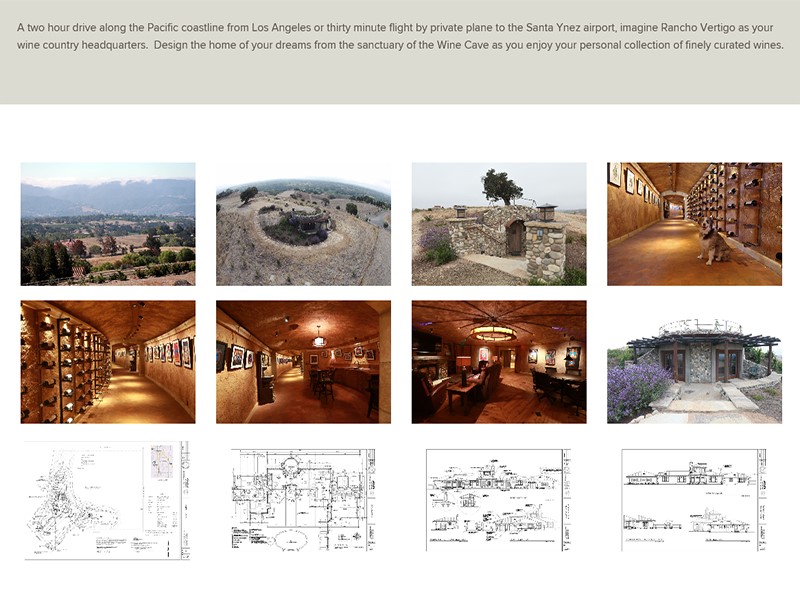 A two hour drive along the Pacific coastline from Los Angeles or thirty minute flight by private plane to the Santa Ynez airport, imagine Rancho Vertigo as your
wine country headquarters.  Design the home of your dreams from the sanctuary of the Wine Cave as you enjoy your personal collection of finely curated wines.